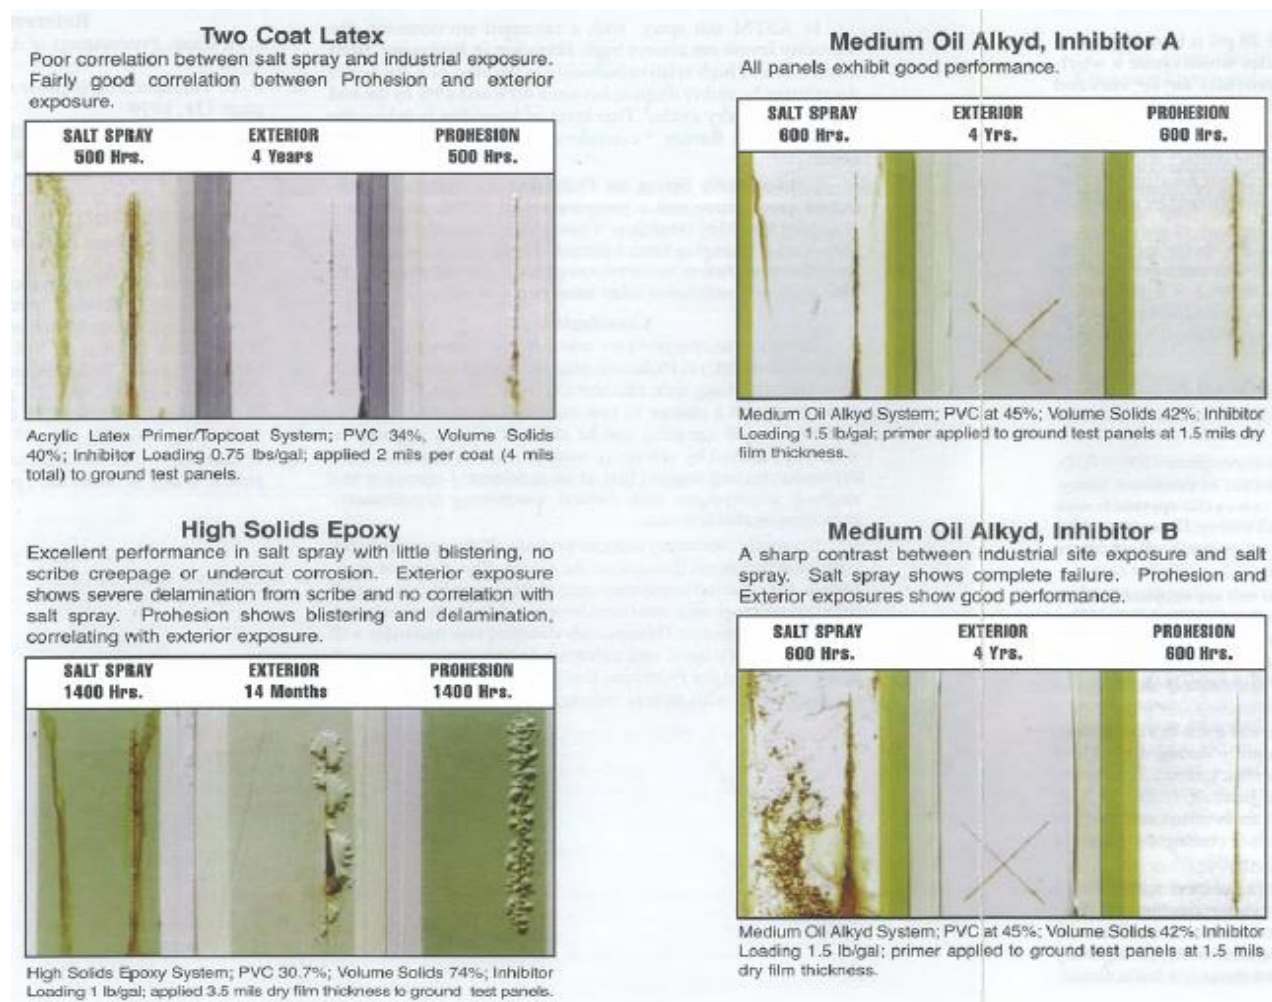 Two Coat Latex
Poor correlation between salt spray and industrial exposure.
Fairly good correlation between Prohesion and exterior
exposure.
SALT SPRAY EXTERIOR PROHESION
500 Hrs. 4 Years 500 Hrs.
Acrylic Latex Primer/Topcoat System; PVC 34%, Volume Solids
40%; Inhibitor Loading 0.75 lbs/gal; applied 2 mils per coat (4 mils
total) to ground test panels.
High Solids Epoxy
Excellent performance in salt spray with little blistering, no
scribe creepage or undercut corrosion. Exterior exposure
shows severe delamination from scribe and no correlation with
salt spray. Prohesion shows blistering and delamination,
correlating with exterior exposure.
SALT SPRAY EXTERIOR PROHESION
1400 Hrs. 14 Months 1400 Hrs.
High Solids Epoxy System; PVC 30.7%; Volume Solids 74%; Inhibitor
Loading 1 lb/gal; applied 3.5 mils dry film thickness to ground test panels.
Medium Oil Alkyd, Inhibitor A
All panels exhibit good performance.
SALT SPRAY EXTERIOR PROHESION
600 Hrs. 4 Yrs. 600 Hrs.
Medium Oil Alkyd System; PVC at 45%; Volume Solids 42%; Inhibitor
Loading 1.5 lb/gal; primer applied to ground test panels at 1.5 mils dry
film thickness.
Medium Oil Alkyd, Inhibitor B
A sharp contrast between industrial site exposure and salt
spray. Salt spray shows complete failure. Prohesion and
Exterior exposures show good performance.
SALT SPRAY EXTERIOR PROHESION
600 Hrs. 4 Yrs. 600 Hrs.
Medium Oil Alkyd System; PVC at 45%; Volume Solids 42%; Inhibitor
Loading 1.5 lb/gal; primer applied to ground test panels at 1.5 mils
dry film thickness.